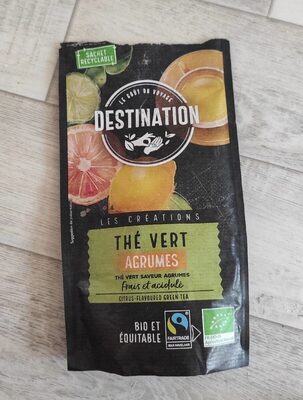 SACHET
RECYCLABLE
LE GOÛT DU VOYAGE
DESTINATION
LES CRÉATIONS
THÉ VERT
AGRUMES
THÉ VERT SAVEUR AGRUMES
Frais et acidulé
CITRUS-FLAVOURED GREEN TEA
BIO ET
ÉQUITABLE
FAIRTRADE